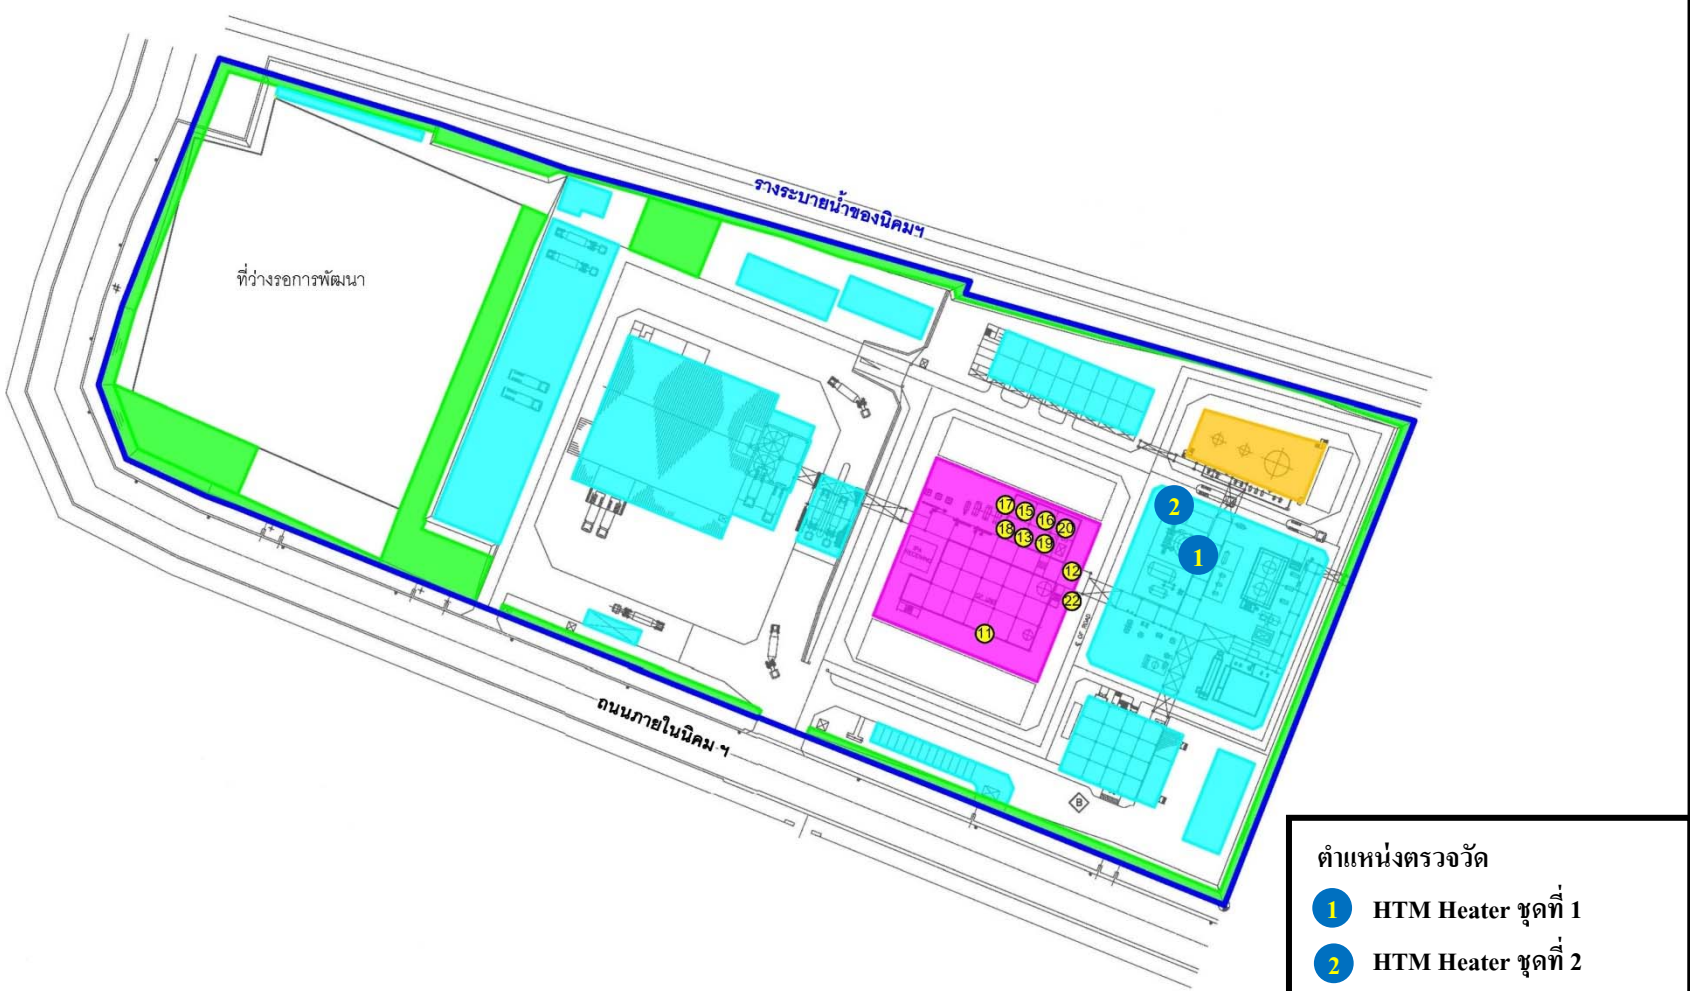 รางระบายน้ำของนิคมฯ
ที่ว่างรอการพัฒนา
2
1
17
15
16
20
18
13
19
12
22
11
C OF ROAD
ถนนภายในนิคม ฯ
B
ตำแหน่งตรวจวัด
1 HTM Heater ชุดที่ 1
2 HTM Heater ชุดที่ 2